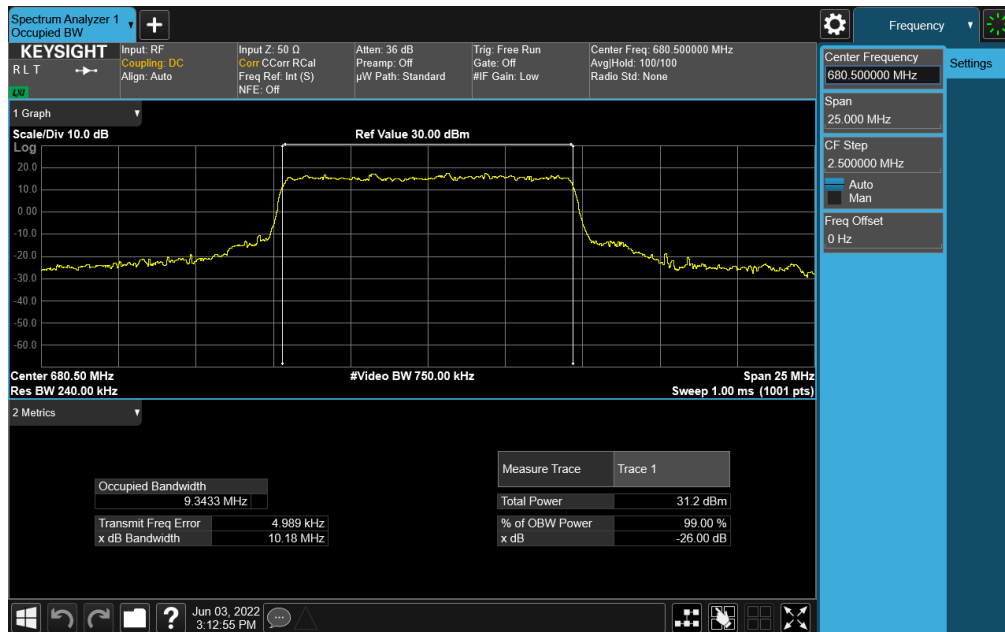 Spectrum Analyzer 1
Occupied BW
+
Frequency
KEYSIGHT
R L T
LXI
Input: RF
Coupling: DC
Align: Auto
Input Z: 50 Ω
Corr CCorr RCal
Freq Ref: Int (S)
NFE: Off
Atten: 36 dB
Preamp: Off
µW Path: Standard
Trig: Free Run
Gate: Off
#IF Gain: Low
Center Freq: 680.500000 MHz
Avg|Hold: 100/100
Radio Std: None
Center Frequency
680.500000 MHz
Settings
Span
25.000 MHz
CF Step
2.500000 MHz
Auto
Man
Freq Offset
0 Hz
1 Graph
Scale/Div 10.0 dB
Ref Value 30.00 dBm
Log
20.0
10.0
0.00
-10.0
-20.0
-30.0
-40.0
-50.0
-60.0
Center 680.50 MHz
#Video BW 750.00 kHz
Span 25 MHz
Res BW 240.00 kHz
Sweep 1.00 ms (1001 pts)
2 Metrics
Occupied Bandwidth
9.3433 MHz
Transmit Freq Error 4.989 kHz
x dB Bandwidth 10.18 MHz
Measure Trace Trace 1
Total Power 31.2 dBm
% of OBW Power 99.00 %
x dB -26.00 dB
?
Jun 03, 2022
3:12:55 PM